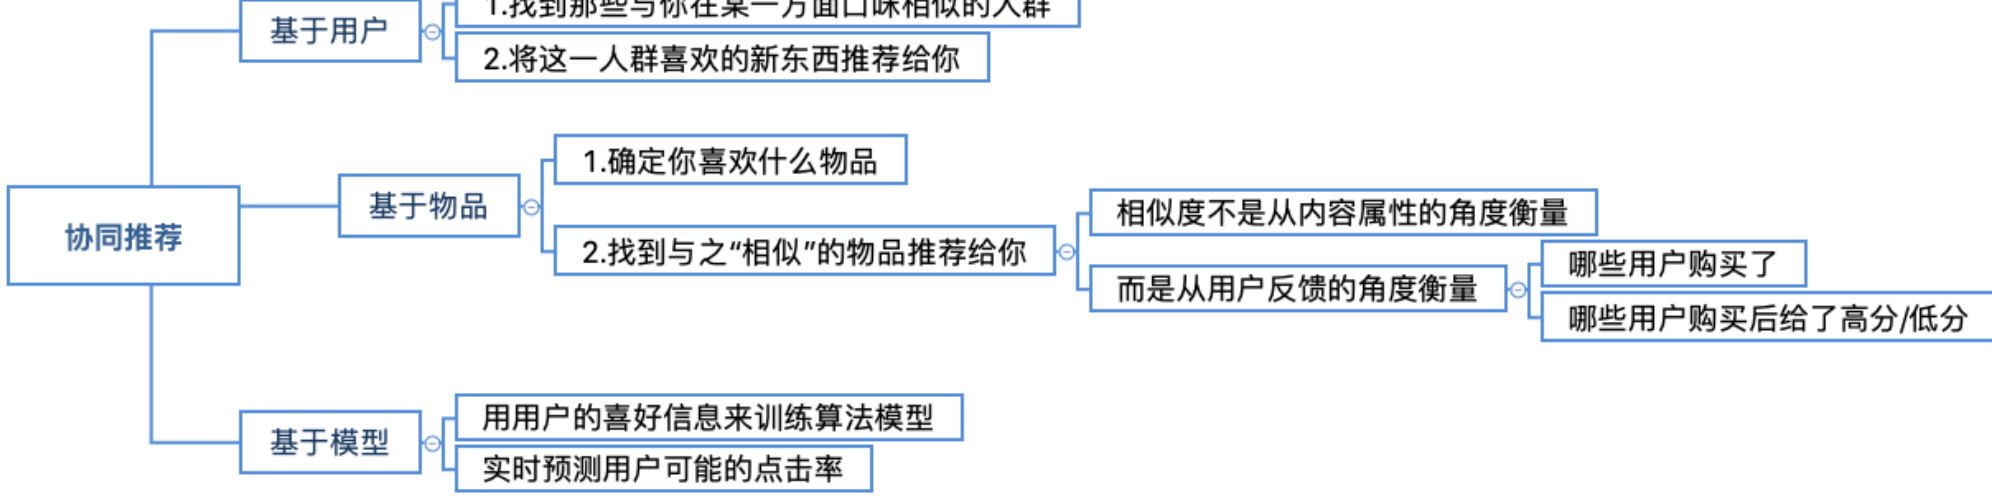 基于用户
1.找到那些与你在某一方面口味相似的人群
2.将这一人群喜欢的新东西推荐给你
协同推荐
基于物品
1.确定你喜欢什么物品
2.找到与之“相似”的物品推荐给你
相似度不是从内容属性的角度衡量
而是从用户反馈的角度衡量
哪些用户购买了
哪些用户购买后给了高分/低分
基于模型
用用户的喜好信息来训练算法模型
实时预测用户可能的点击率